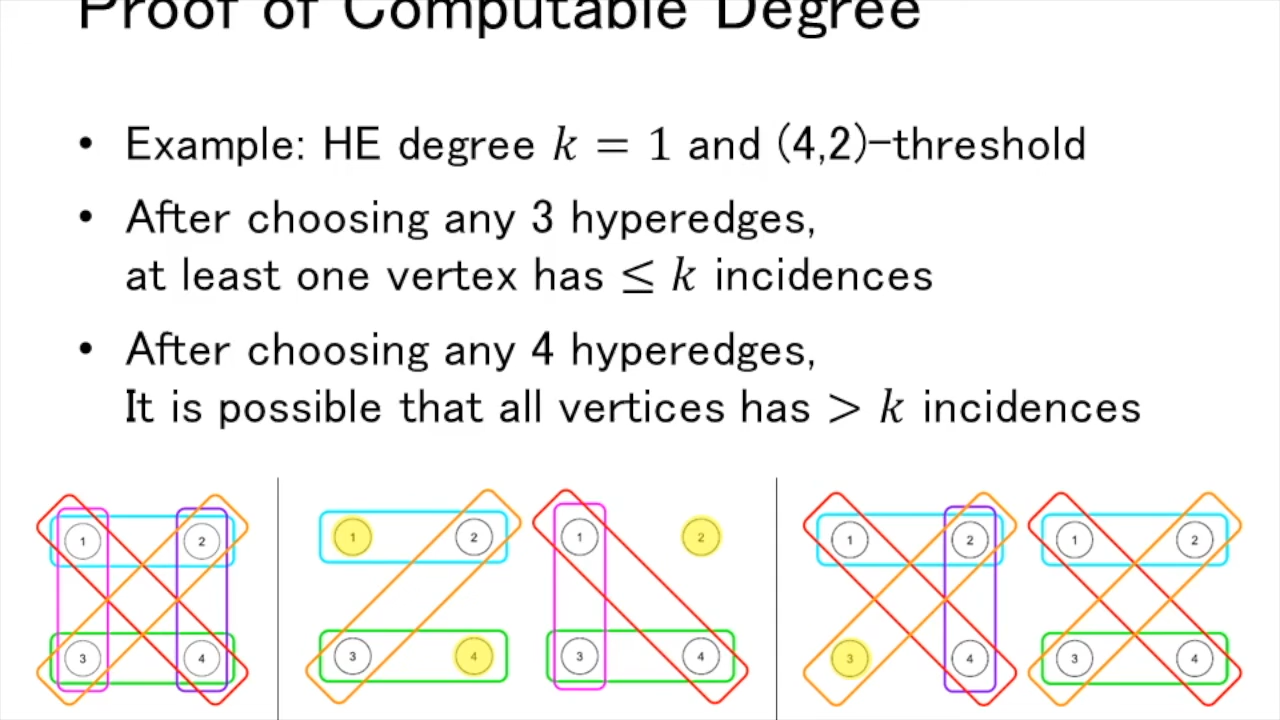 Proof of Computable Degree
• Example: HE degree k = 1 and (4,2)-threshold
• After choosing any 3 hyperedges,
at least one vertex has ≤ k incidences
• After choosing any 4 hyperedges,
It is possible that all vertices has > k incidences
1 2 1 2 1 2 1 2 1 2
3 4 3 4 3 4 3 4 3 4